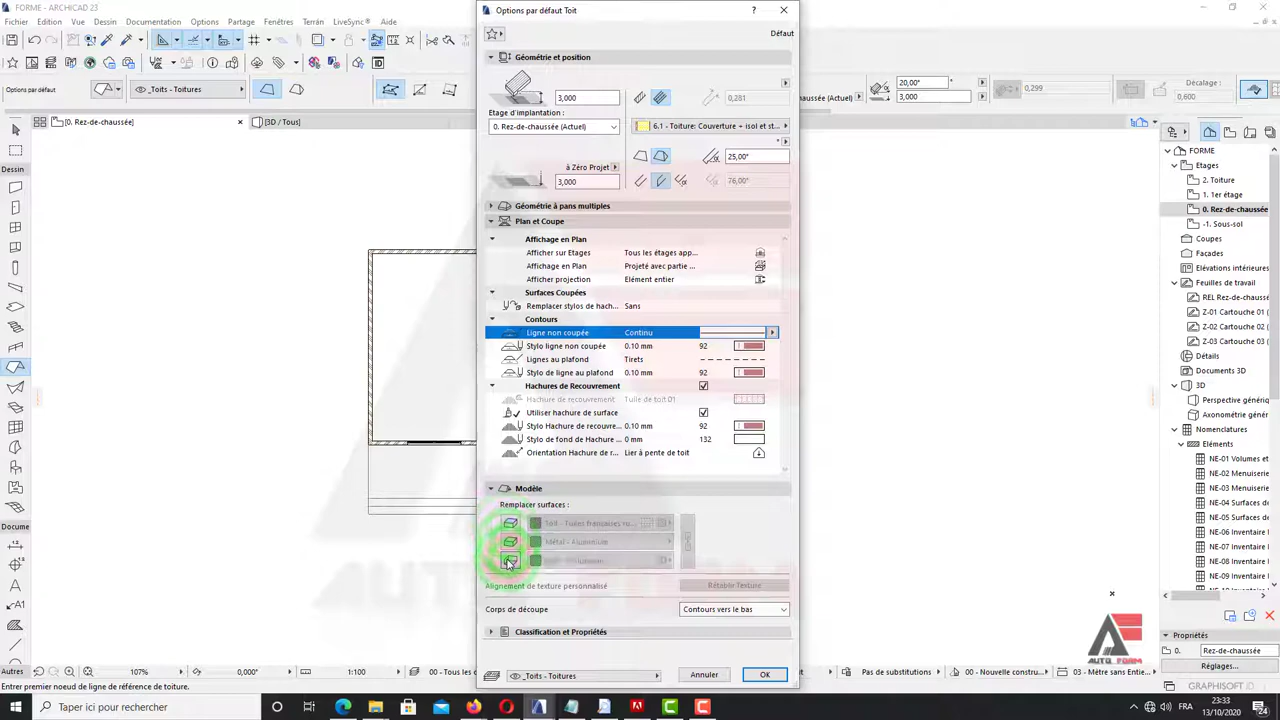 FORME - ARCHICAD 23
Options par défaut Toit
?
Fichier Edition Vue Dessin Documentation Options Partage Fenêtres Terrain LiveSync® Aide
Défaut
Géométrie et position
Options par défaut
_Toits - Toitures
20,00° °
3,000
0,299
Décalage :
0,600
3,000
0,281
Etage d'implantation :
0. Rez-de-chaussée (Actuel)
6.1 - Toiture: Couverture + isol et st...
[0. Rez-de-chaussée]
[3D / Tous]
à Zéro Projet
3,000
25,00°
76,00°
Géométrie à pans multiples
Plan et Coupe
Affichage en Plan
Afficher sur Etages Tous les étages app...
Affichage en Plan Projeté avec partie ...
Afficher projection Elément entier
Surfaces Coupées
Remplacer stylos de hach... Sans
Contours
Ligne non coupée Continu
Stylo ligne non coupée 0.10 mm 92
Lignes au plafond Tirets
Stylo de ligne au plafond 0.10 mm 92
Hachures de Recouvrement
Hachure de recouvrement Tuile de toit 01
Utiliser hachure de surface
Stylo Hachure de recouvre... 0.10 mm 92
Stylo de fond de Hachure ... 0 mm 132
Orientation Hachure de r... Lier à pente de toit
Modèle
Remplacer surfaces :
Toit - Tuiles françaises ru...
Métal - Aluminium
Alignement de texture personnalisé
Rétablir Texture
Corps de découpe
Contours vers le bas
Classification et Propriétés
_Toits - Toitures
Annuler
OK
Dessin
Docume
Autres
FORME
Etages
2. Toiture
1. 1er étage
0. Rez-de-chaussée
-1. Sous-sol
Coupes
Façades
Elévations intérieures
Feuilles de travail
REL Rez-de-chaussé
Z-01 Cartouche 01
Z-02 Cartouche 02
Z-03 Cartouche 03
Détails
Documents 3D
3D
Perspective génériq
Axonométrie génér
Nomenclatures
Eléments
NE-01 Volumes et
NE-02 Menuiserie
NE-03 Menuiserie
NE-04 Surfaces de
NE-05 Surfaces de
NE-06 Inventaire
NE-07 Inventaire
NE-08 Inventaire
NE-09 Inventaire
Propriétés
0. Rez-de-chaussée
Réglages...
GRAPHISOFT ID
AUTO_FORM
107%
0,000°
1:100
00 - Tous les
Pas de substitutions
00 - Nouvelle constru...
03 - Mètre sans Entie...
Entrer premier noeud de ligne de référence de toiture.
Taper ici pour rechercher
FRA
23:33
13/10/2020
24